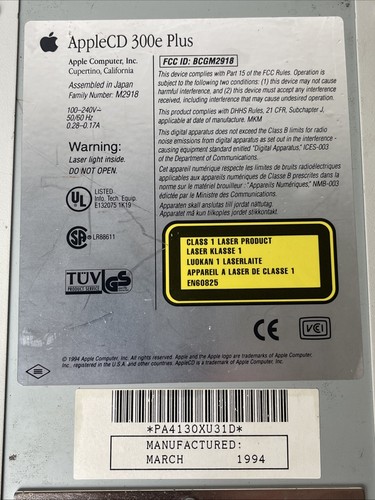 AppleCD 300e Plus
Apple Computer, Inc.
Cupertino, California
Assembled in Japan
Family Number: M2918
100-240V~
50/60 Hz
0.28-0.17A
Warning:
Laser light inside.
DO NOT OPEN.
UL
LISTED
Info. Tech. Equip.
E132075 1K19
SA
LR88611
TÜV
PRODUCT SERVICE
GS
FCC ID: BCGM2918
This device complies with Part 15 of the FCC Rules. Operation is
subject to the following two conditions: (1) this device may not cause
harmful interference, and (2) this device must accept any interference
received, including interference that may cause undesired operation.
This product complies with DHHS Rules, 21 CFR, Subchapter J,
applicable at date of manufacture. MKM
This digital apparatus does not exceed the Class B limits for radio
noise emissions from digital apparatus as set out in the interference -
causing equipment standard entitled "Digital Apparatus," ICES-003
of the Department of Communications.
Cet appareil numérique respecte les limites de bruits radioélectriques
applicables aux appareils numériques de Classe B prescrites dans la
norme sur le matériel brouilleur : "Appareils Numériques," NMB-003
édictée par le Ministre des Communications.
Apparaten skall anslutas till jordat nätuttag.
Apparatet må kun tilkoples jordet stikkontakt
CLASS 1 LASER PRODUCT
LASER KLASSE 1
LUOKAN 1 LASERLAITE
APPAREIL A LASER DE CLASSE 1
EN60825
CE
VCI
© 1994 Apple Computer, Inc. All rights reserved. Apple and the Apple logo are trademarks of Apple Computer,
Inc., registered in the U.S.A. and other countries. AppleCD is a trademark of Apple Computer, Inc.
*PA4130XU31D*
MANUFACTURED:
MARCH 1994